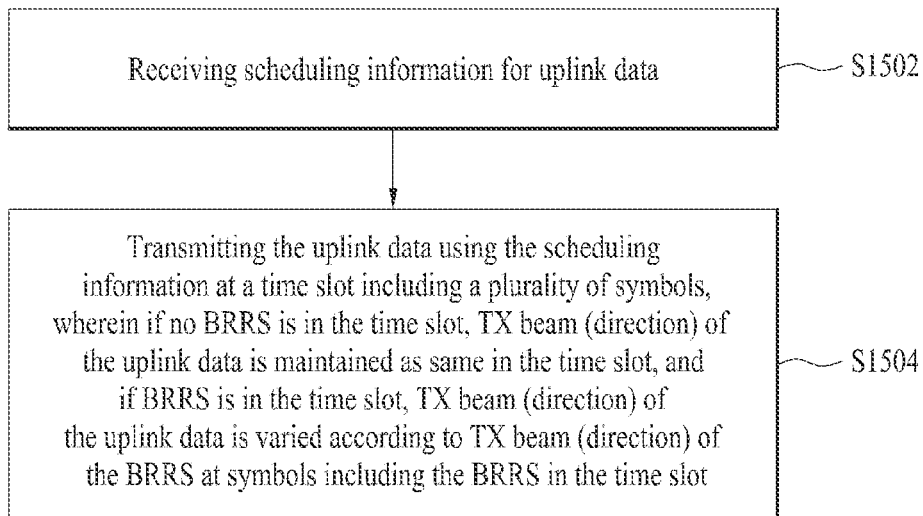 Receiving scheduling information for uplink data
S1502
Transmitting the uplink data using the scheduling
information at a time slot including a plurality of symbols,
wherein if no BRRS is in the time slot, TX beam (direction) of
the uplink data is maintained as same in the time slot, and
if BRRS is in the time slot, TX beam (direction) of
the uplink data is varied according to TX beam (direction) of
the BRRS at symbols including the BRRS in the time slot
S1504